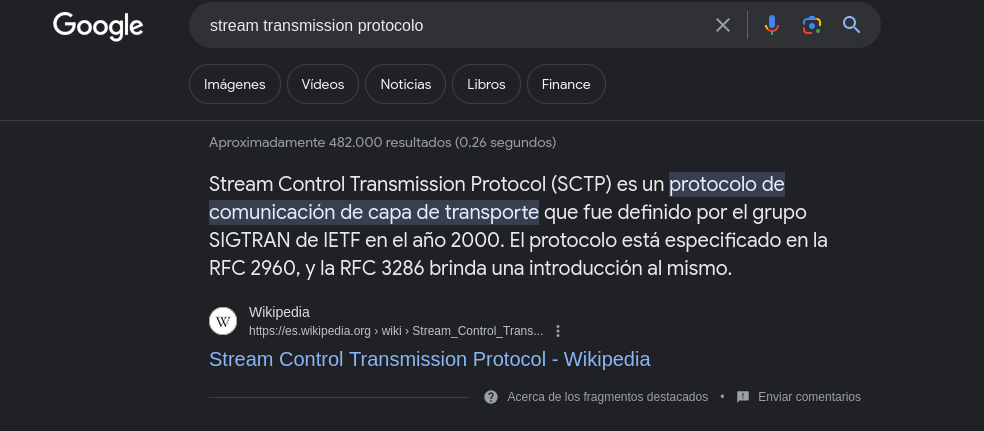 Google
stream transmission protocolo
Imágenes
Vídeos
Noticias
Libros
Finance
Aproximadamente 482.000 resultados (0,26 segundos)
Stream Control Transmission Protocol (SCTP) es un protocolo de
comunicación de capa de transporte que fue definido por el grupo
SIGTRAN de IETF en el año 2000. El protocolo está especificado en la
RFC 2960, y la RFC 3286 brinda una introducción al mismo.
W
Wikipedia
https://es.wikipedia.org › wiki › Stream_Control_Trans...
Stream Control Transmission Protocol - Wikipedia
Acerca de los fragmentos destacados • Enviar comentarios